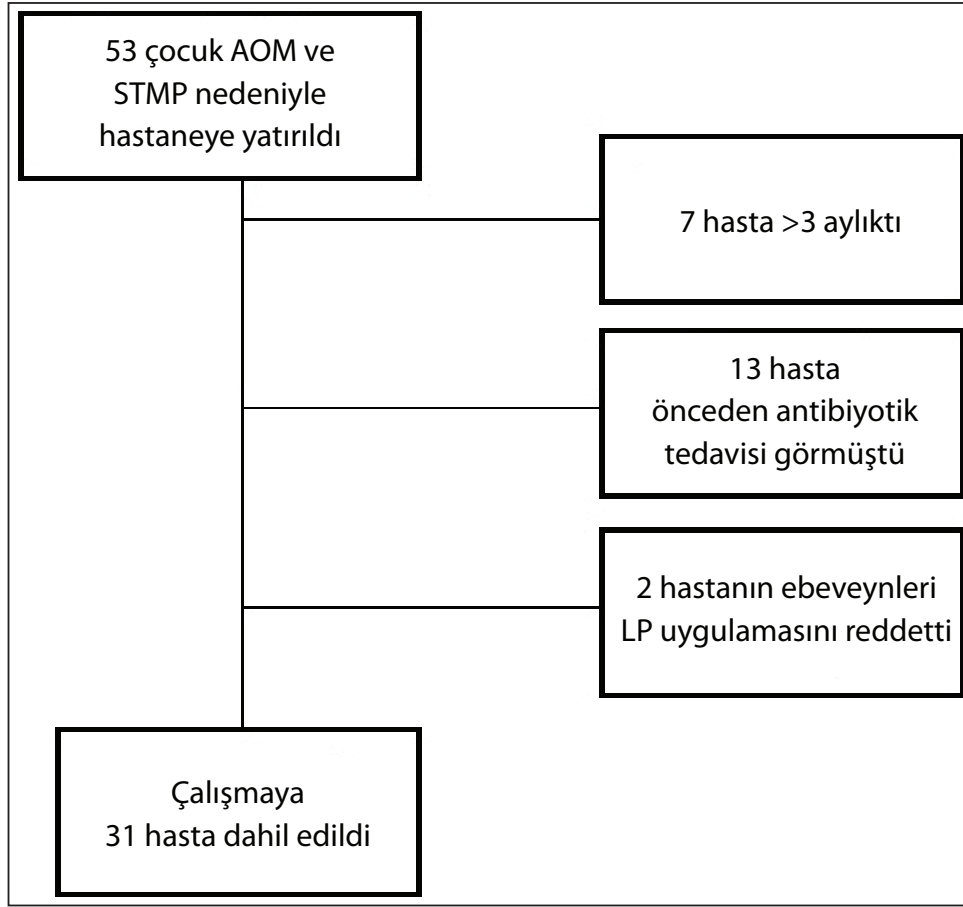 53 çocuk AOM ve
STMP nedeniyle
hastaneye yatırıldı
7 hasta >3 aylıktı
13 hasta
önceden antibiyotik
tedavisi görmüştü
2 hastanın ebeveynleri
LP uygulamasını reddetti
Çalışmaya
31 hasta dahil edildi